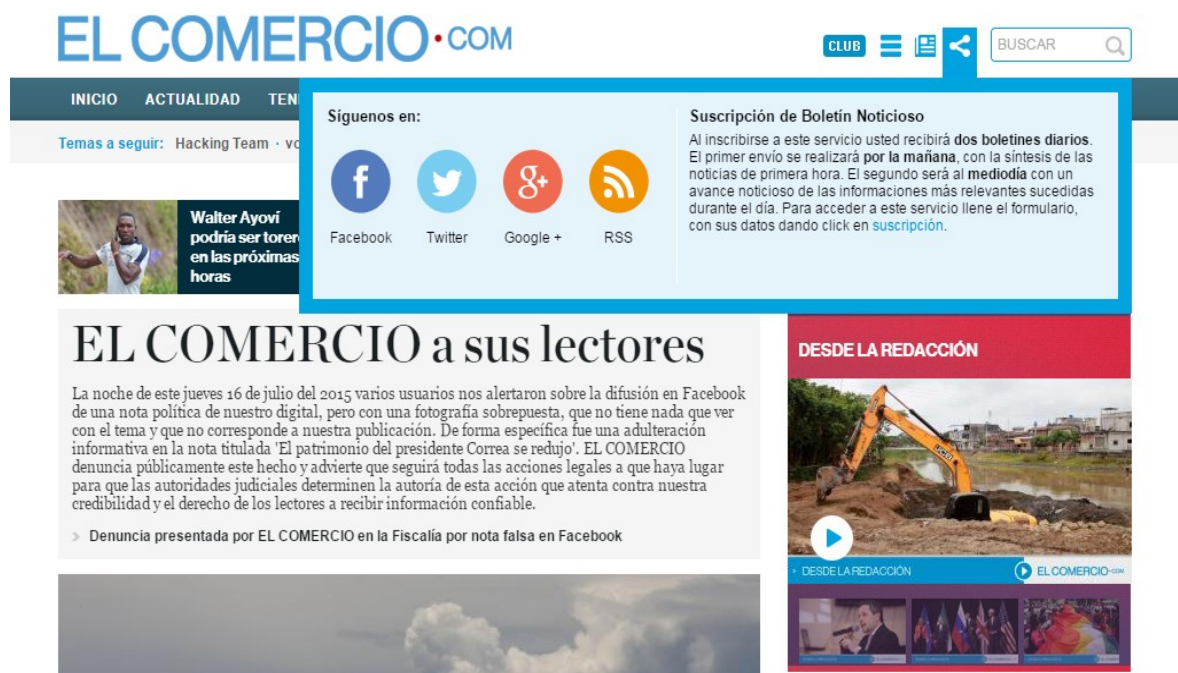 EL COMERCIO•COM
CLUB
BUSCAR
INICIO ACTUALIDAD TEN
Temas a seguir: Hacking Team · vo
Síguenos en:
Facebook Twitter Google + RSS
Suscripción de Boletín Noticioso
Al inscribirse a este servicio usted recibirá dos boletines diarios.
El primer envío se realizará por la mañana, con la síntesis de las
noticias de primera hora. El segundo será al mediodía con un
avance noticioso de las informaciones más relevantes sucedidas
durante el día. Para acceder a este servicio llene el formulario,
con sus datos dando click en suscripción.
Walter Ayoví
podría ser torer
en las próximas
horas
EL COMERCIO a sus lectores
La noche de este jueves 16 de julio del 2015 varios usuarios nos alertaron sobre la difusión en Facebook
de una nota política de nuestro digital, pero con una fotografía sobrepuesta, que no tiene nada que ver
con el tema y que no corresponde a nuestra publicación. De forma específica fue una adulteración
informativa en la nota titulada 'El patrimonio del presidente Correa se redujo'. EL COMERCIO
denuncia públicamente este hecho y advierte que seguirá todas las acciones legales a que haya lugar
para que las autoridades judiciales determinen la autoría de esta acción que atenta contra nuestra
credibilidad y el derecho de los lectores a recibir información confiable.
Denuncia presentada por EL COMERCIO en la Fiscalía por nota falsa en Facebook
DESDE LA REDACCIÓN
JCB
DESDE LA REDACCIÓN
EL COMERCIO•COM